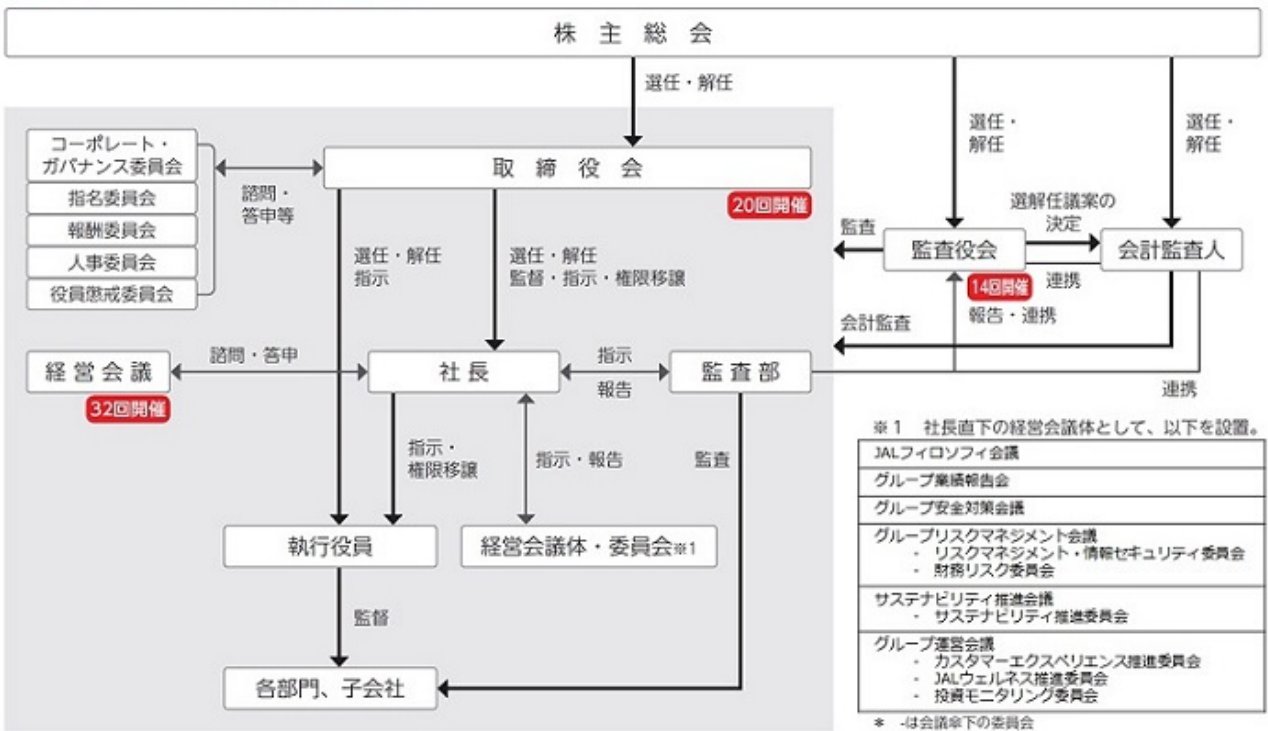 株主総会
選任・解任
選任・
解任
選任・
解任
コーポレート・
ガバナンス委員会
指名委員会
報酬委員会
人事委員会
役員懲戒委員会
諮問・
答申等
取締役会
20回開催
選任・解任
指示
選任・解任
監督・指示・権限移譲
監査
監査役会
14回開催
選解任議案の
決定
連携
会計監査人
報告・連携
会計監査
連携
経営会議
32回開催
諮問・答申
社長
指示
報告
監査部
指示・
権限移譲
指示・報告
監査
執行役員
経営会議体・委員会※1
監督
各部門、子会社
※1 社長直下の経営会議体として、以下を設置。
JALフィロソフィ会議
グループ業績報告会
グループ安全対策会議
グループリスクマネジメント会議
- リスクマネジメント・情報セキュリティ委員会
- 財務リスク委員会
サステナビリティ推進会議
- サステナビリティ推進委員会
グループ運営会議
- カスタマーエクスペリエンス推進委員会
- JALウェルネス推進委員会
- 投資モニタリング委員会
* -は会議傘下の委員会